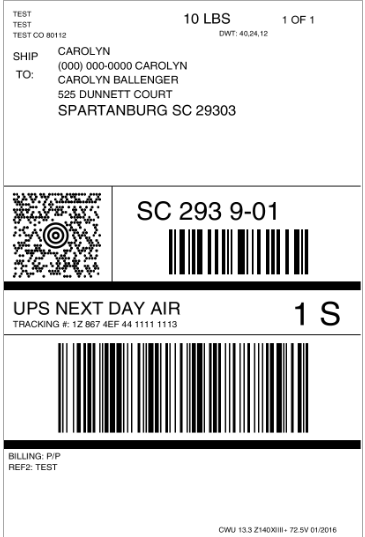 TEST
TEST
TEST CO 80112
10 LBS
1 OF 1
DWT: 40,24,12
SHIP
TO:
CAROLYN
(000) 000-0000 CAROLYN
CAROLYN BALLENGER
525 DUNNETT COURT
SPARTANBURG SC 29303
SC 293 9-01
UPS NEXT DAY AIR
TRACKING #: 1Z 867 4EF 44 1111 1113
1 S
BILLING: P/P
REF2: TEST
CWU 13.3 Z140XIIII+ 72.5V 01/2016